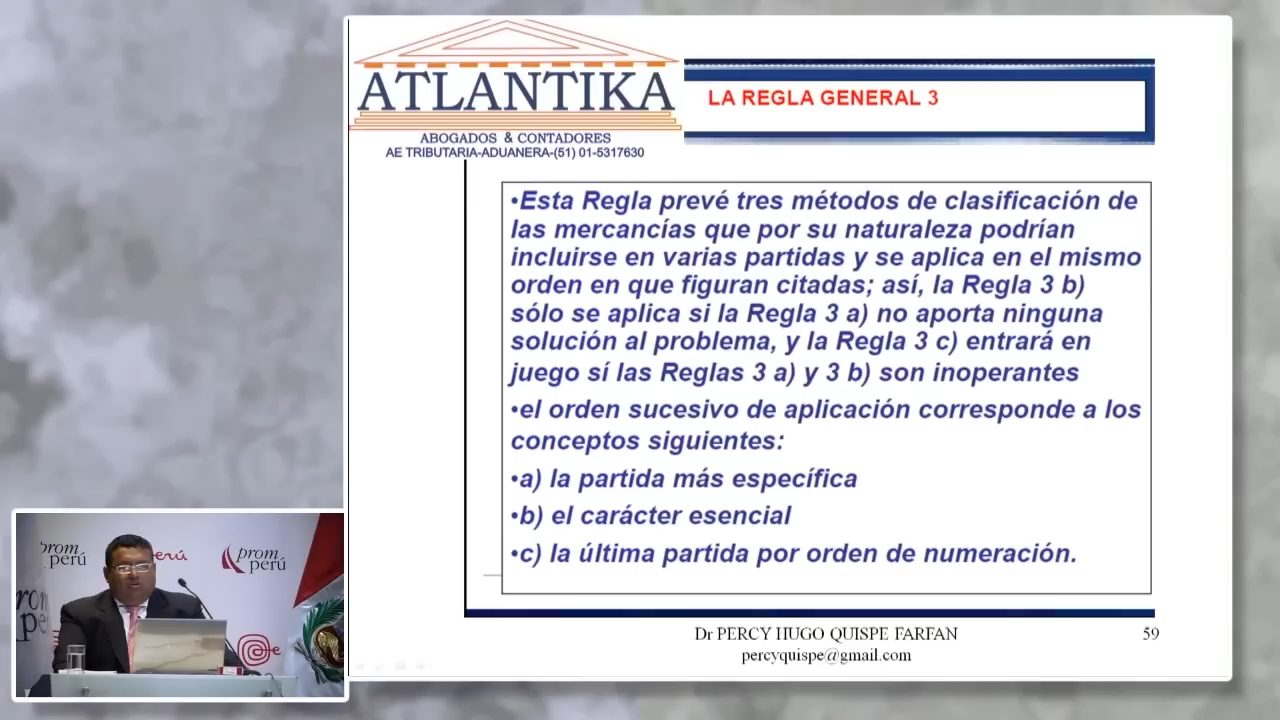 ATLANTIKA
ABOGADOS & CONTADORES
AE TRIBUTARIA-ADUANERA-(51) 01-5317630
LA REGLA GENERAL 3
•Esta Regla prevé tres métodos de clasificación de
las mercancías que por su naturaleza podrían
incluirse en varias partidas y se aplica en el mismo
orden en que figuran citadas; así, la Regla 3 b)
sólo se aplica si la Regla 3 a) no aporta ninguna
solución al problema, y la Regla 3 c) entrará en
juego sí las Reglas 3 a) y 3 b) son inoperantes
•el orden sucesivo de aplicación corresponde a los
conceptos siguientes:
•a) la partida más específica
•b) el carácter esencial
•c) la última partida por orden de numeración.
Dr PERCY HUGO QUISPE FARFAN
percyquispe@gmail.com
59
prom
perú
prom
perú